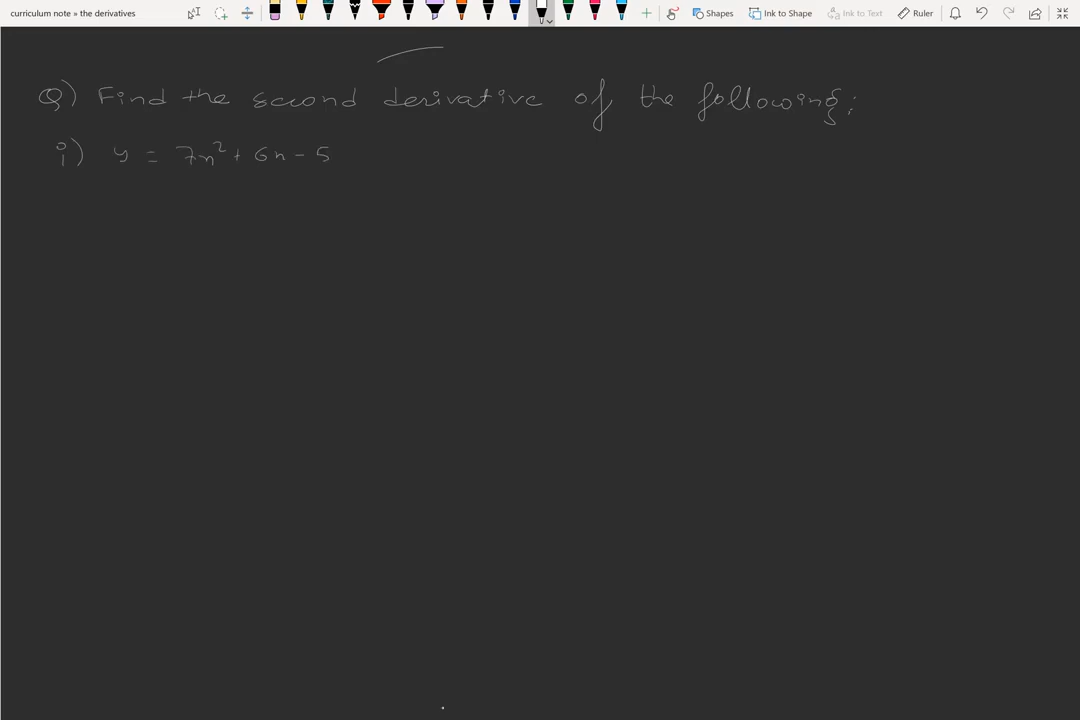 curriculum note » the derivatives
Shapes
Ink to Shape
Ink to Text
Ruler
Q) Find the second derivative of the following;
i) y = 7x² + 6x - 5